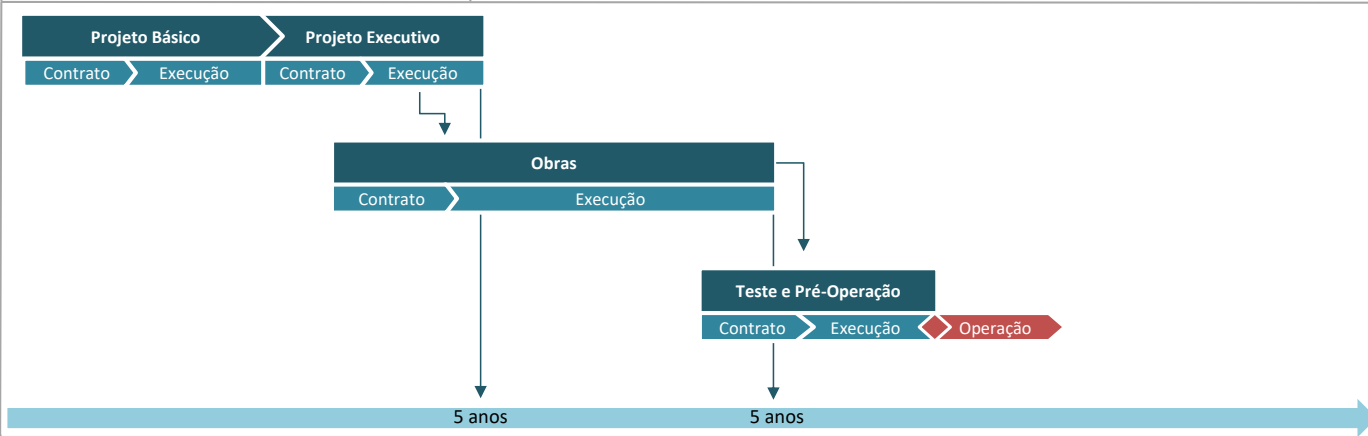 Projeto Básico
Projeto Executivo
Contrato
Execução
Contrato
Execução
Obras
Contrato
Execução
Teste e Pré-Operação
Contrato
Execução
Operação
5 anos
5 anos